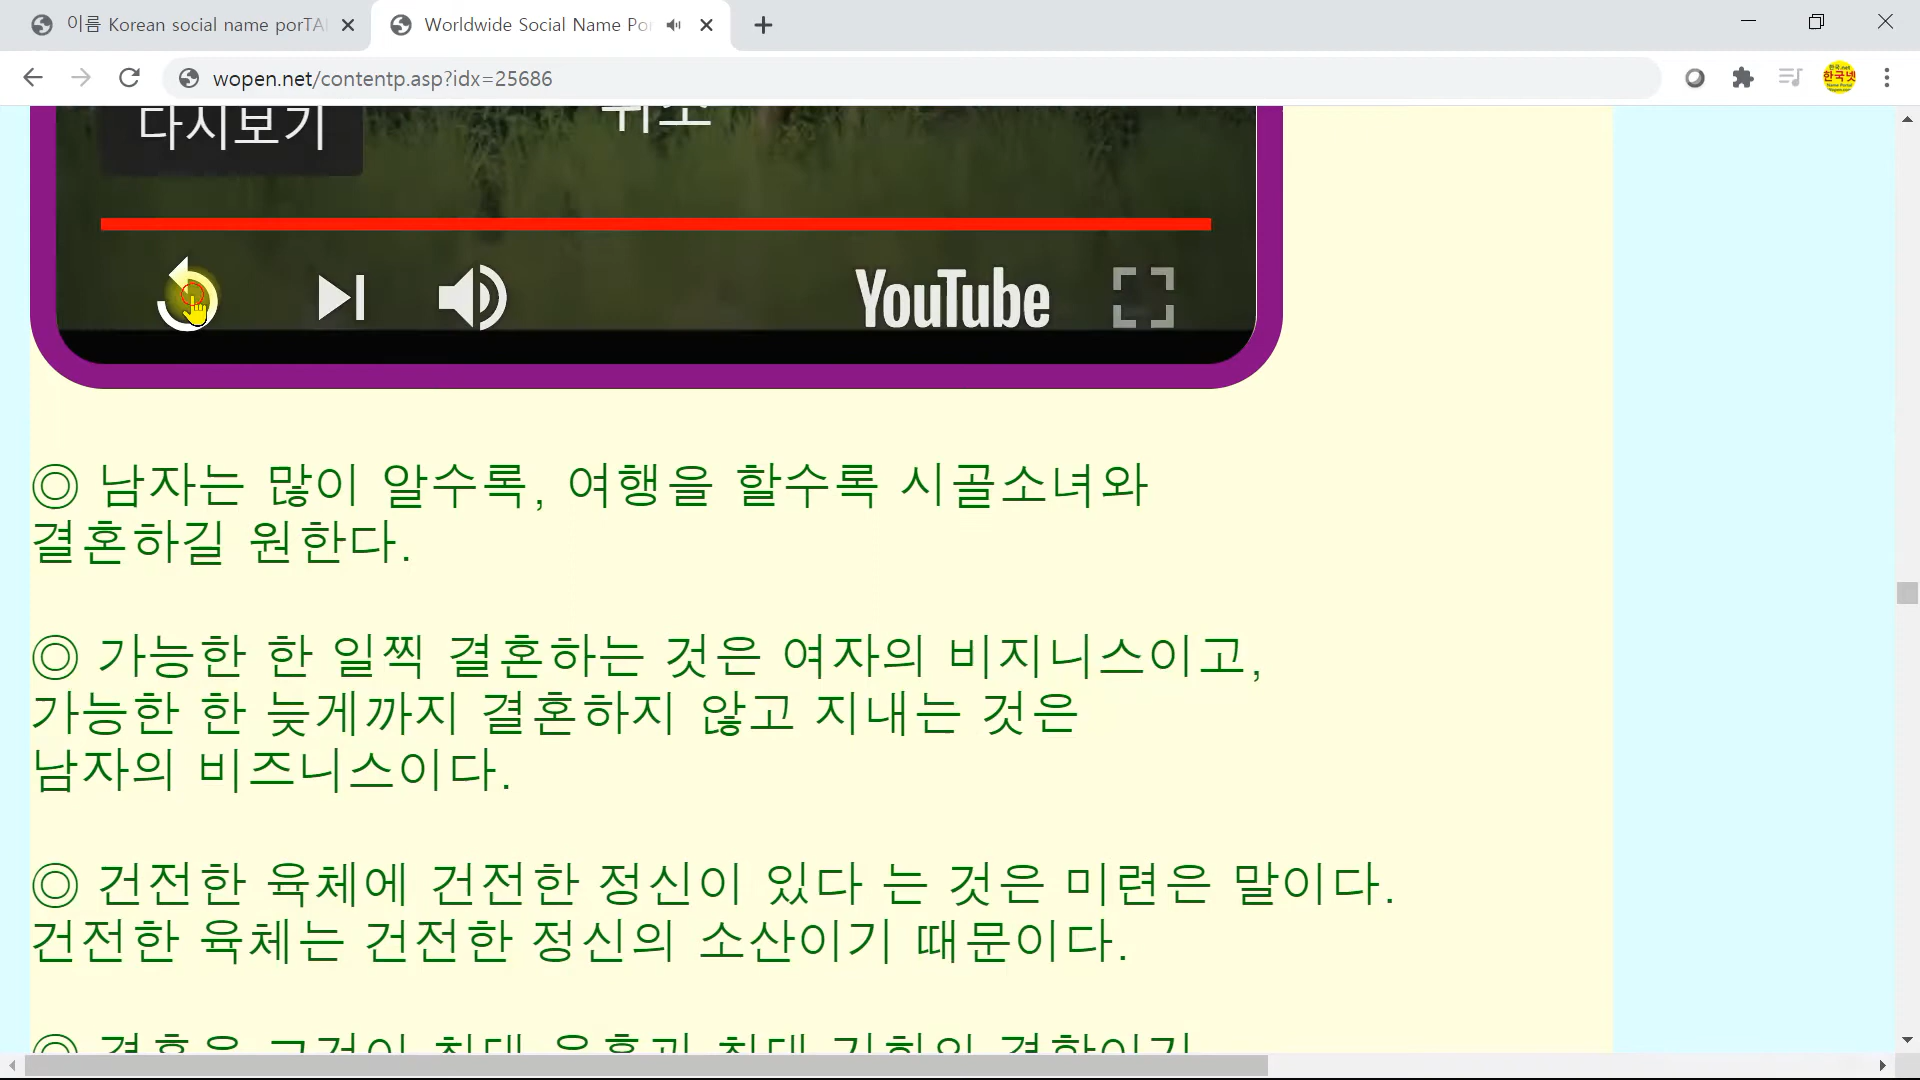 이름 Korean social name porTAL
Worldwide Social Name Po
wopen.net/contentp.asp?idx=25686
한국넷
다시보기
취소
YouTube
◎ 남자는 많이 알수록, 여행을 할수록 시골소녀와
결혼하길 원한다.
◎ 가능한 한 일찍 결혼하는 것은 여자의 비지니스이고,
가능한 한 늦게까지 결혼하지 않고 지내는 것은
남자의 비즈니스이다.
◎ 건전한 육체에 건전한 정신이 있다 는 것은 미련은 말이다.
건전한 육체는 건전한 정신의 소산이기 때문이다.